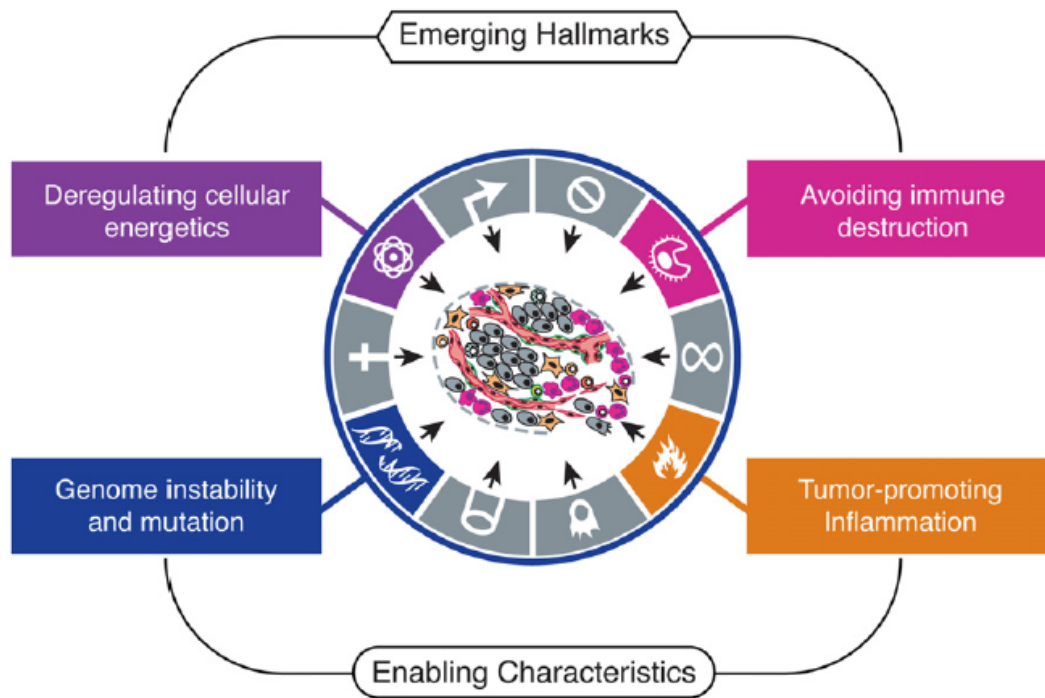 Emerging Hallmarks
Deregulating cellular
energetics
Avoiding immune
destruction
Genome instability
and mutation
Tumor-promoting
Inflammation
Enabling Characteristics